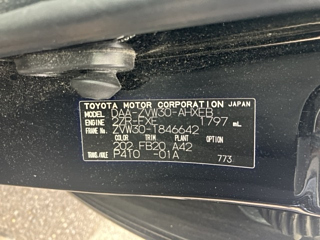 TOYOTA MOTOR CORPORATION JAPAN
MODEL DAA-ZVW30-AHXEB
ENGINE 2ZR-FXE 1797 mL
FRAME No. ZVW30-1846642
COLOR TRIM PLANT OPTION
202 FB20 A42
TRANS./AXLE P410 -01A 773